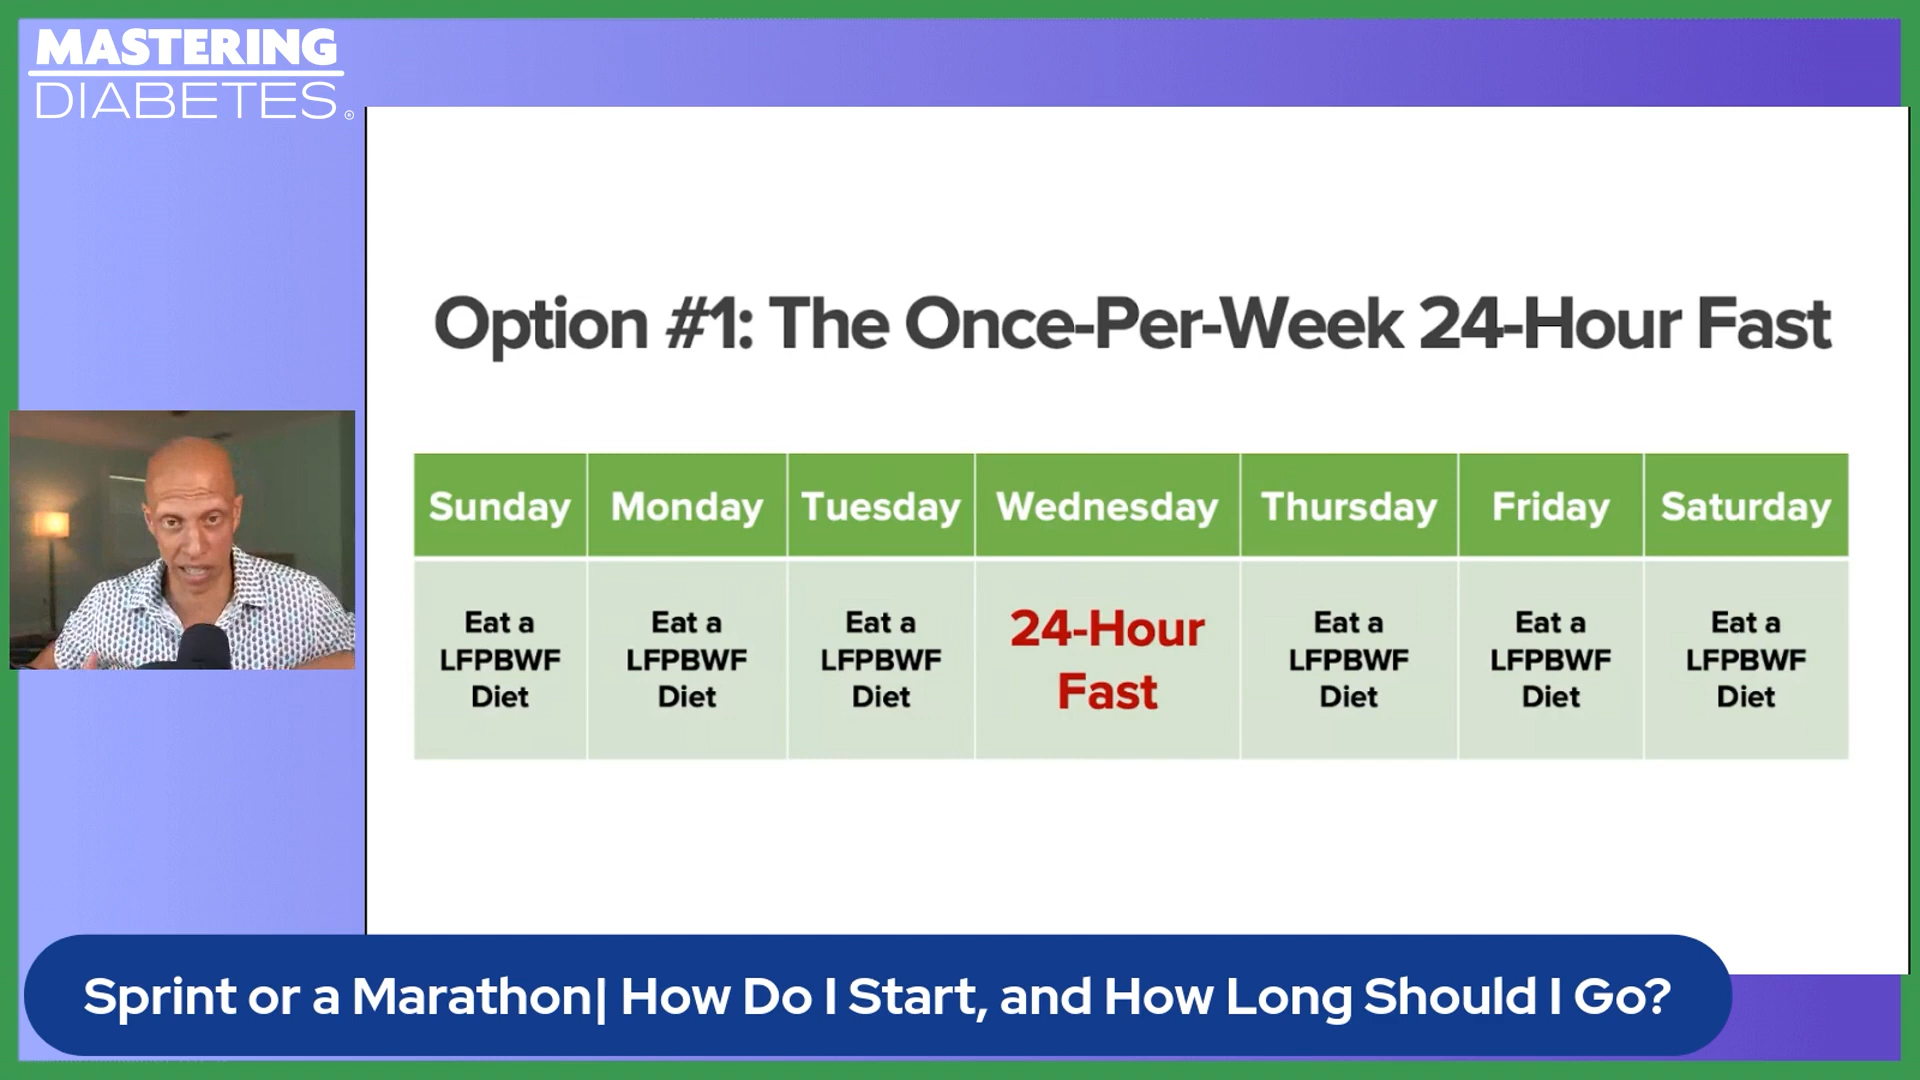 MASTERING
DIABETES®
Option #1: The Once-Per-Week 24-Hour Fast
Sunday Monday Tuesday Wednesday Thursday Friday Saturday
Eat a LFPBWF Diet
Eat a LFPBWF Diet
Eat a LFPBWF Diet
24-Hour Fast
Eat a LFPBWF Diet
Eat a LFPBWF Diet
Eat a LFPBWF Diet
Sprint or a Marathon| How Do I Start, and How Long Should I Go?